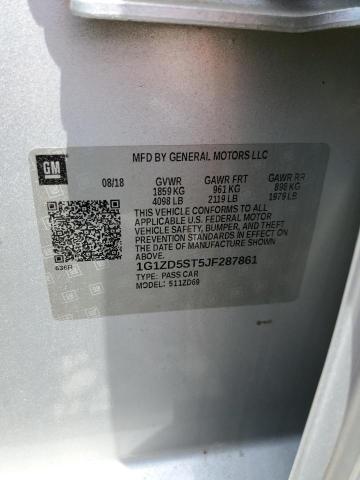 GM
MFD BY GENERAL MOTORS LLC
08/18 GVWR GAWR FRT GAWR RR
1859 KG 961 KG 898 KG
4098 LB 2119 LB 1979 LB
THIS VEHICLE CONFORMS TO ALL
APPLICABLE U.S. FEDERAL MOTOR
VEHICLE SAFETY, BUMPER, AND THEFT
PREVENTION STANDARDS IN EFFECT ON
THE DATE OF MANUFACTURE SHOWN
ABOVE.
1G1ZD5ST5JF287861
TYPE: PASS CAR
MODEL: 511ZD69